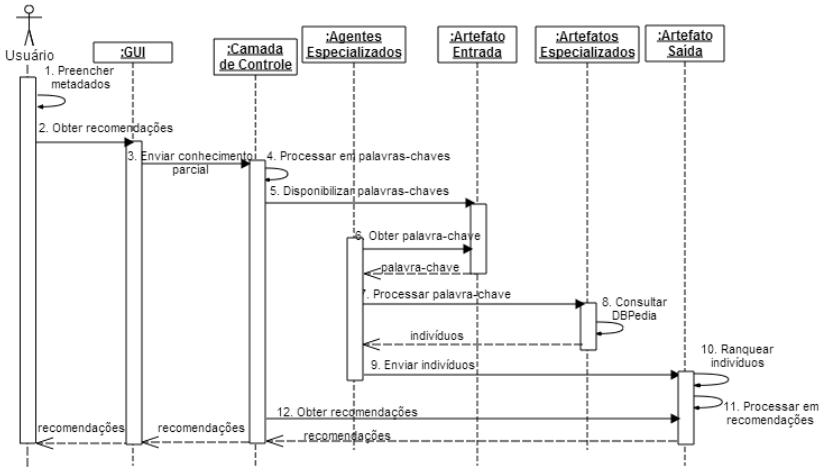 Usuário
:GUI
:Camada
de Controle
:Agentes
Especializados
:Artefato
Entrada
:Artefatos
Especializados
:Artefato
Saída
1. Preencher
metadados
2. Obter recomendações
3. Enviar conhecimento
parcial
4. Processar em palavras-chaves
5. Disponibilizar palavras-chaves
6. Obter palavra-chave
palavra-chave
7. Processar palavra-chave
8. Consultar
DBPedia
indivíduos
9. Enviar indivíduos
10. Ranquear
indivíduos
11. Processar em
recomendações
12. Obter recomendações
recomendações
recomendações
recomendações